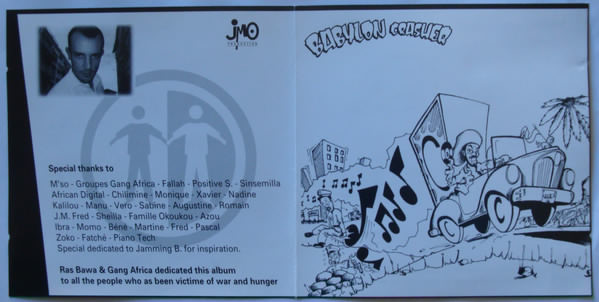 JMO
PRODUCTION
BABYLON CRASHER
Special thanks to
M'so - Groupes Gang Africa - Fallah - Positive S. - Sinsemilla
African Digital - Chilimine - Monique - Xavier - Nadine
Kalilou - Manu - Vero - Satine - Augustine - Romain
J.M. Fred - Sheilla - Famille Okoukou - Azou
Ibra - Momo - Béné - Martine - Fred - Pascal
Zoko - Fatché - Piano Tech
Special dedicated to Jamming B. for inspiration.
Ras Bawa & Gang Africa dedicated this album
to all the people who as been victime of war and hunger